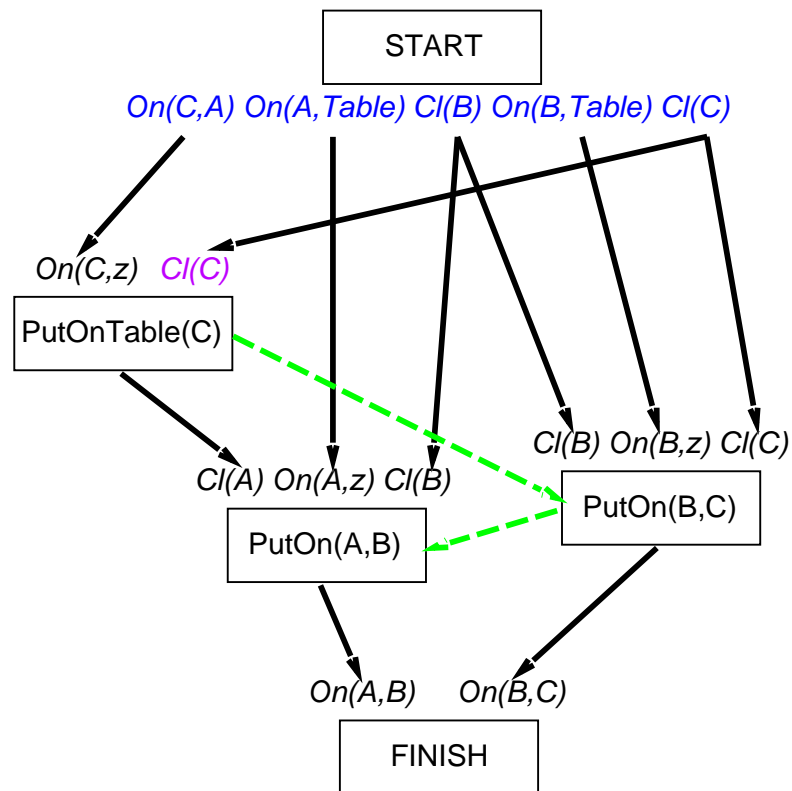 START
On(C,A) On(A,Table) Cl(B) On(B,Table) Cl(C)
On(C,z) Cl(C)
PutOnTable(C)
Cl(B) On(B,z) Cl(C)
Cl(A) On(A,z) Cl(B)
PutOn(B,C)
PutOn(A,B)
On(A,B) On(B,C)
FINISH